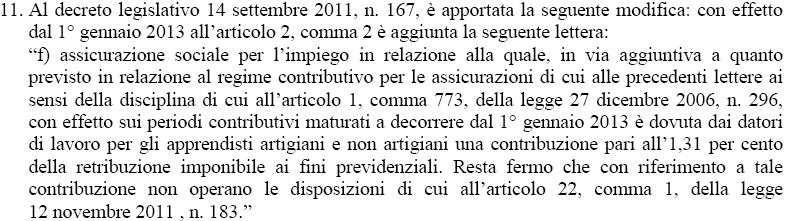 11. Al decreto legislativo 14 settembre 2011, n. 167, è apportata la seguente modifica: con effetto
dal 1° gennaio 2013 all’articolo 2, comma 2 è aggiunta la seguente lettera:
“f) assicurazione sociale per l’impiego in relazione alla quale, in via aggiuntiva a quanto
previsto in relazione al regime contributivo per le assicurazioni di cui alle precedenti lettere ai
sensi della disciplina di cui all’articolo 1, comma 773, della legge 27 dicembre 2006, n. 296,
con effetto sui periodi contributivi maturati a decorrere dal 1° gennaio 2013 è dovuta dai datori
di lavoro per gli apprendisti artigiani e non artigiani una contribuzione pari all’1,31 per cento
della retribuzione imponibile ai fini previdenziali. Resta fermo che con riferimento a tale
contribuzione non operano le disposizioni di cui all’articolo 22, comma 1, della legge
12 novembre 2011 , n. 183.”